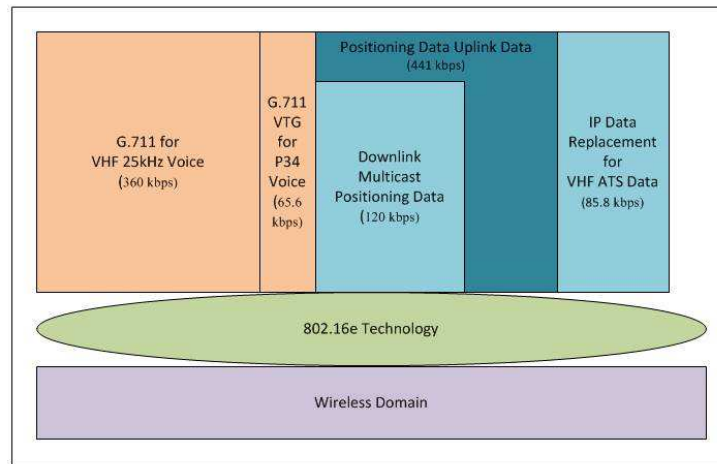 G.711 for
VHF 25kHz Voice
(360 kbps)
G.711
VTG
for
P34
Voice
(65.6
kbps)
Positioning Data Uplink Data
(441 kbps)
Downlink
Multicast
Positioning Data
(120 kbps)
IP Data
Replacement
for
VHF ATS Data
(85.8 kbps)
802.16e Technology
Wireless Domain